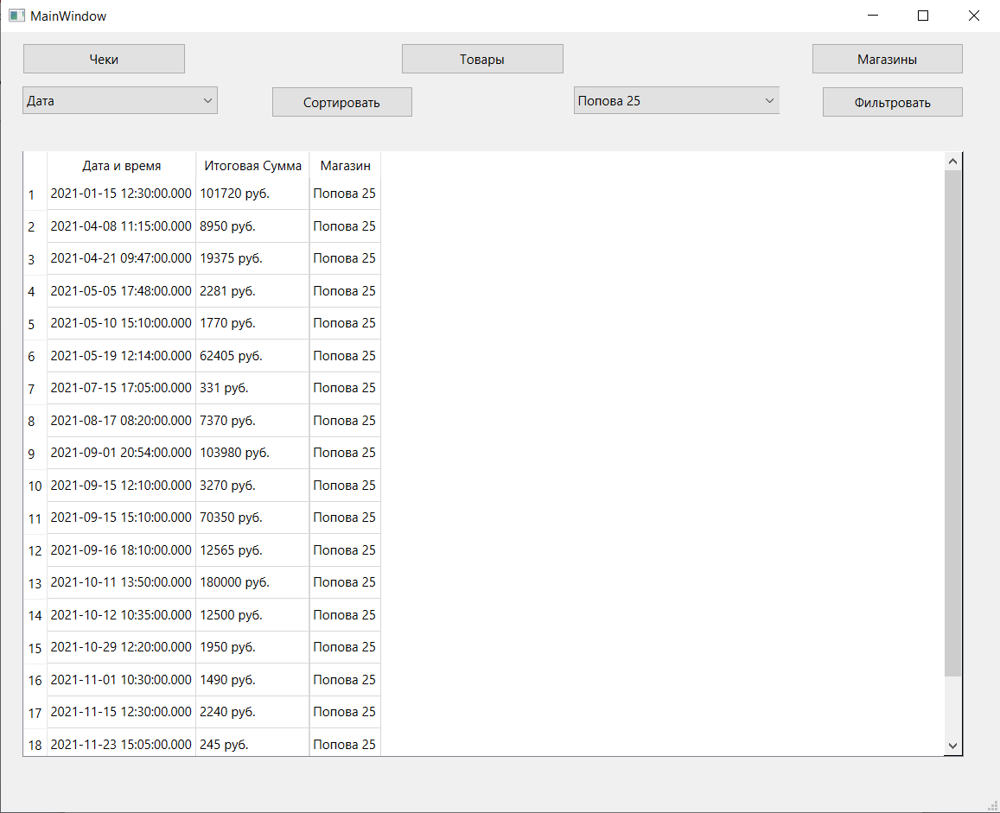 MainWindow
Чеки Товары Магазины
Дата Сортировать Попова 25 Фильтровать
Дата и время Итоговая Сумма Магазин
1 2021-01-15 12:30:00.000 101720 руб. Попова 25
2 2021-04-08 11:15:00.000 8950 руб. Попова 25
3 2021-04-21 09:47:00.000 19375 руб. Попова 25
4 2021-05-05 17:48:00.000 2281 руб. Попова 25
5 2021-05-10 15:10:00.000 1770 руб. Попова 25
6 2021-05-19 12:14:00.000 62405 руб. Попова 25
7 2021-07-15 17:05:00.000 331 руб. Попова 25
8 2021-08-17 08:20:00.000 7370 руб. Попова 25
9 2021-09-01 20:54:00.000 103980 руб. Попова 25
10 2021-09-15 12:10:00.000 3270 руб. Попова 25
11 2021-09-15 15:10:00.000 70350 руб. Попова 25
12 2021-09-16 18:10:00.000 12565 руб. Попова 25
13 2021-10-11 13:50:00.000 180000 руб. Попова 25
14 2021-10-12 10:35:00.000 12500 руб. Попова 25
15 2021-10-29 12:20:00.000 1950 руб. Попова 25
16 2021-11-01 10:30:00.000 1490 руб. Попова 25
17 2021-11-15 12:30:00.000 2240 руб. Попова 25
18 2021-11-23 15:05:00.000 245 руб. Попова 25